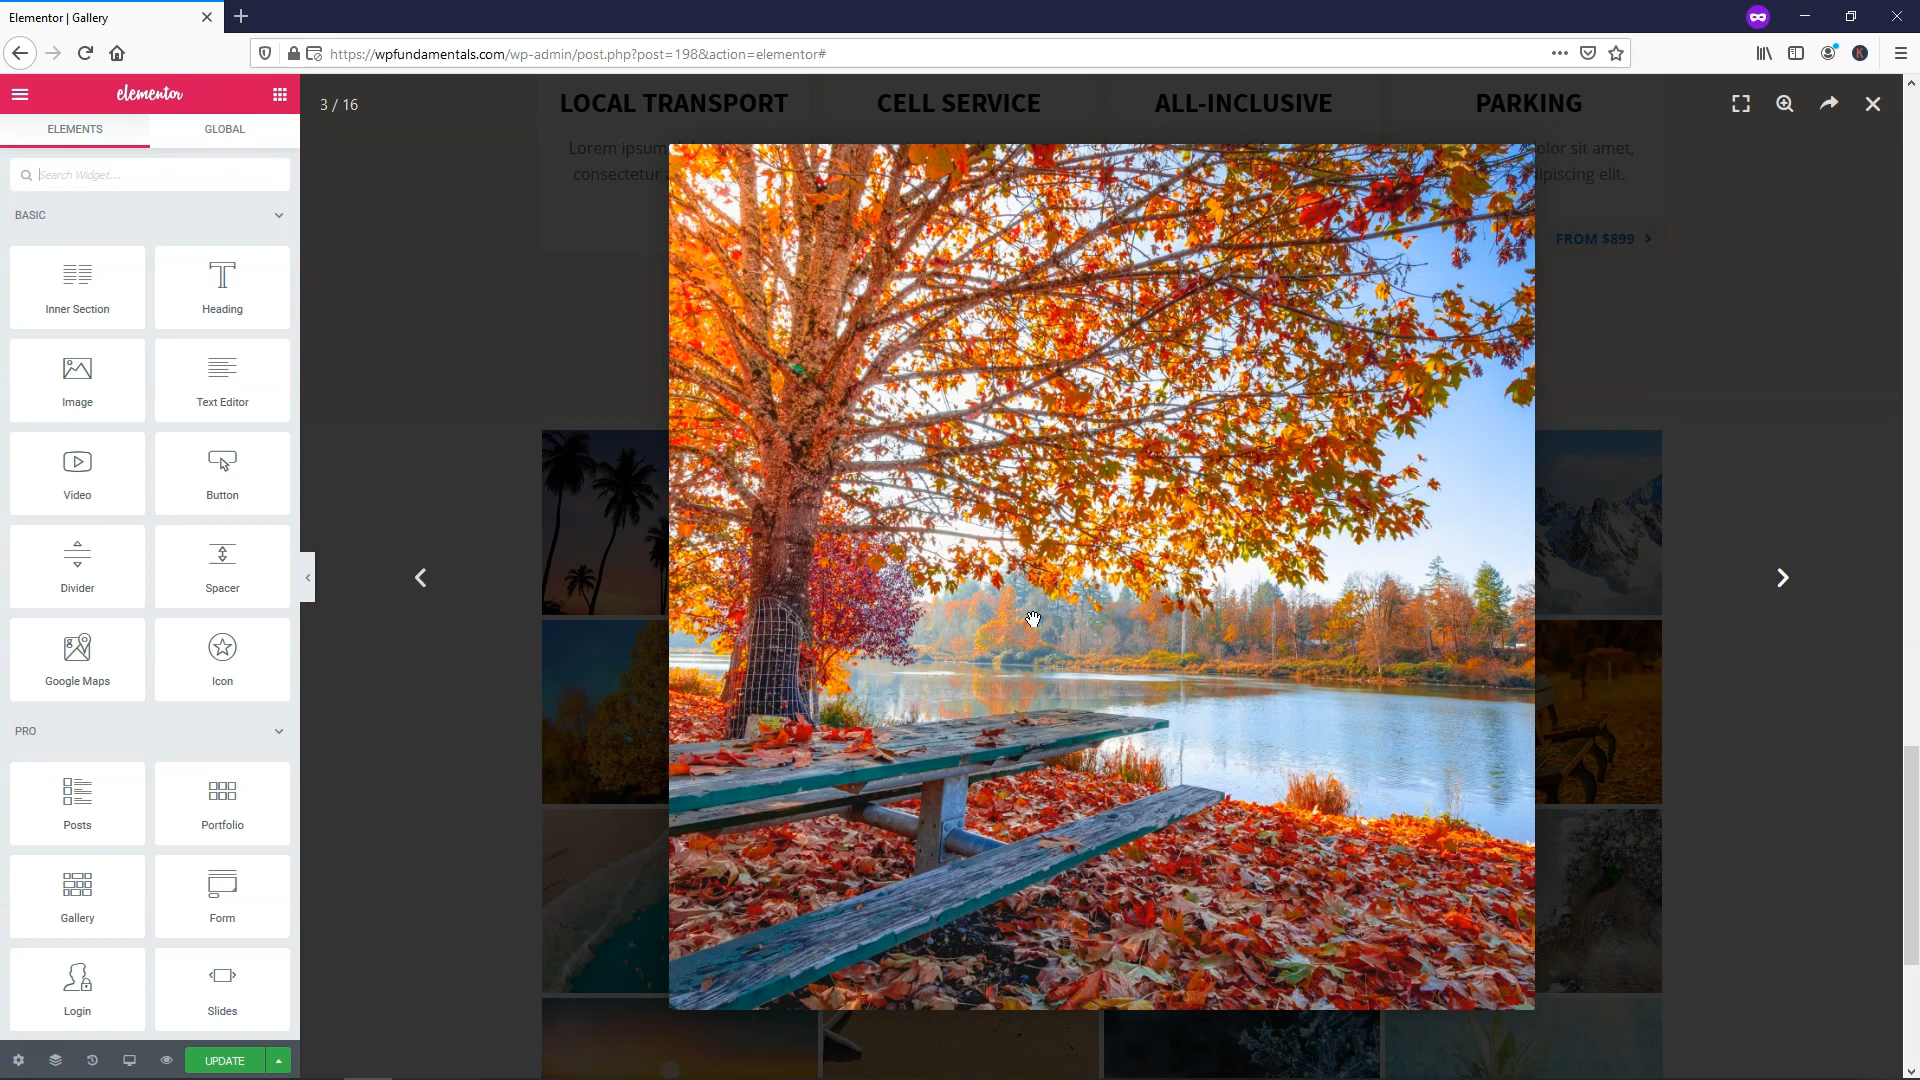 Elementor | Gallery
https://wpfundamentals.com/wp-admin/post.php?post=198&action=elementor#
elementor
ELEMENTS
GLOBAL
Search Widget...
BASIC
Inner Section
Heading
Image
Text Editor
Video
Button
Divider
Spacer
Google Maps
Icon
PRO
Posts
Portfolio
Gallery
Form
Login
Slides
UPDATE
3 / 16
LOCAL TRANSPORT
CELL SERVICE
ALL-INCLUSIVE
PARKING
Lorem ipsum
consectetur
olor sit amet,
ipiscing elit.
FROM $899
K